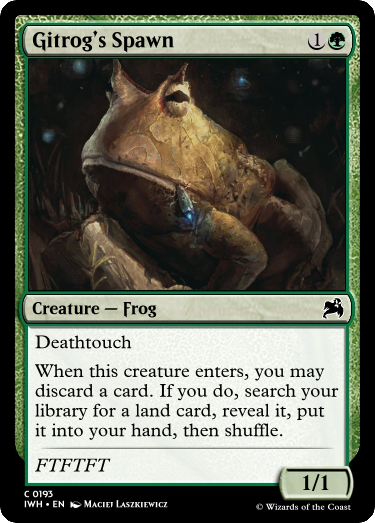 Gitrog's Spawn 1
Creature — Frog
Deathtouch
When this creature enters, you may
discard a card. If you do, search your
library for a land card, reveal it, put
it into your hand, then shuffle.
FTFTFT
1/1
C 0193
IWH • EN Maciej Laszkiewicz
© Wizards of the Coast